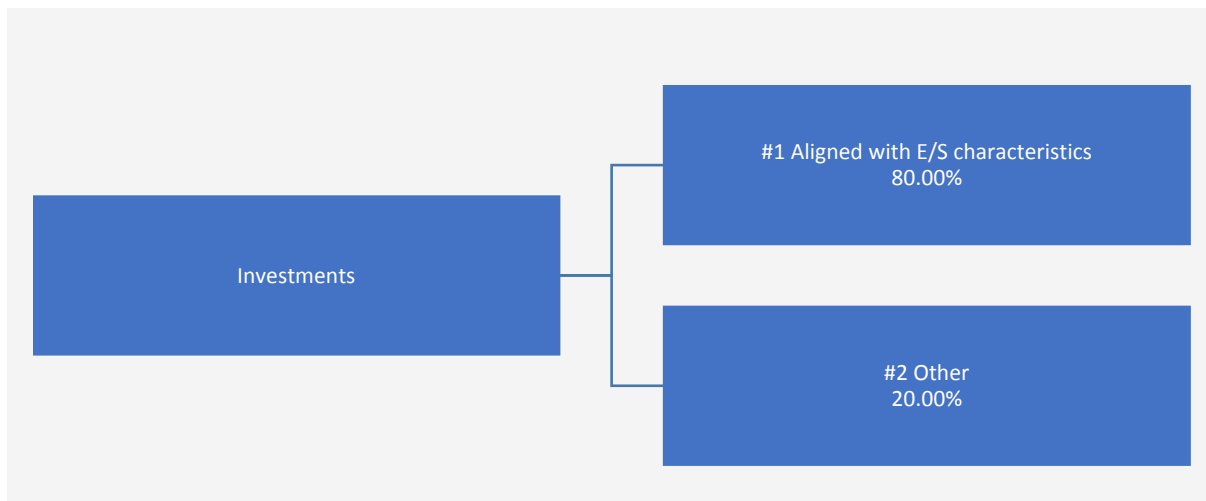 Investments
#1 Aligned with E/S characteristics
80.00%
#2 Other
20.00%